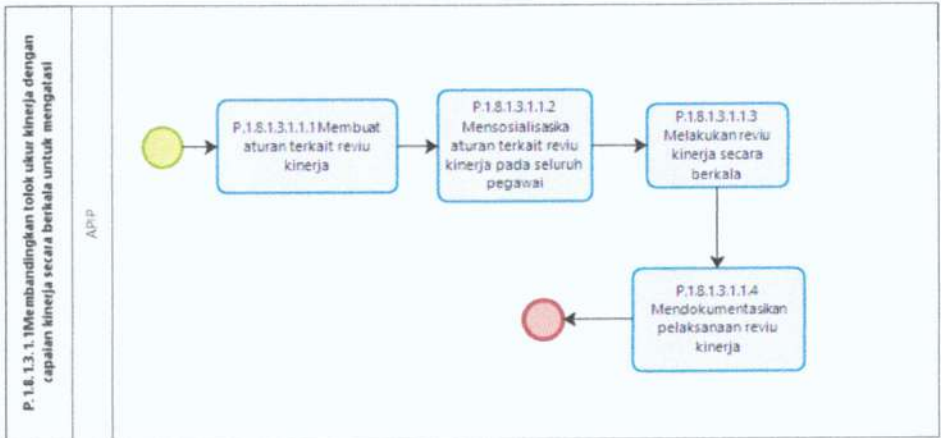 P.1.8.1.3.1.1Membandingkan tolok ukur kinerja dengan
capaian kinerja secara berkala untuk mengatasi
APIP
P.1.8.1.3.1.1.1Membuat
aturan terkait reviu
kinerja
P.1.8.1.3.1.1.2
Mensosialisasika
aturan terkait reviu
kinerja pada seluruh
pegawai
P.1.8.1.3.1.1.3
Melakukan reviu
kinerja secara
berkala
P.1.8.1.3.1.1.4
Mendokumentasikan
pelaksanaan reviu
kinerja